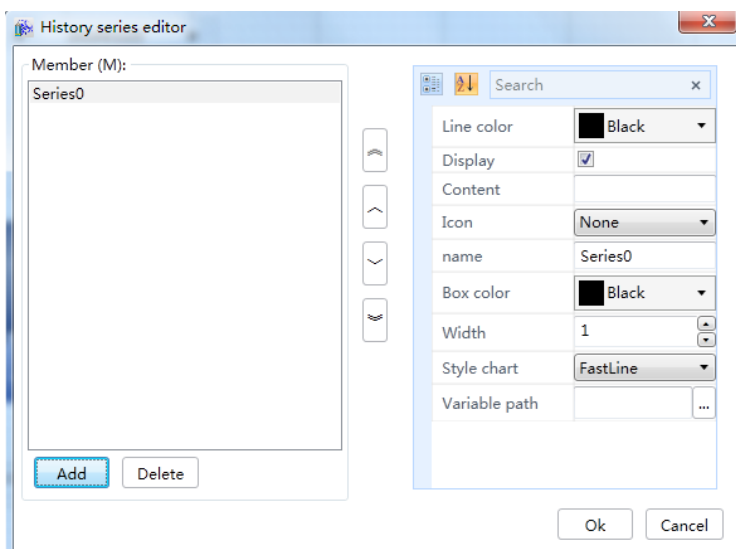 History series editor
Member (M):
Series0
Add
Delete
Search
Line color
Black
Display
Content
Icon
None
name
Series0
Box color
Black
Width
1
Style chart
FastLine
Variable path
...
Ok
Cancel